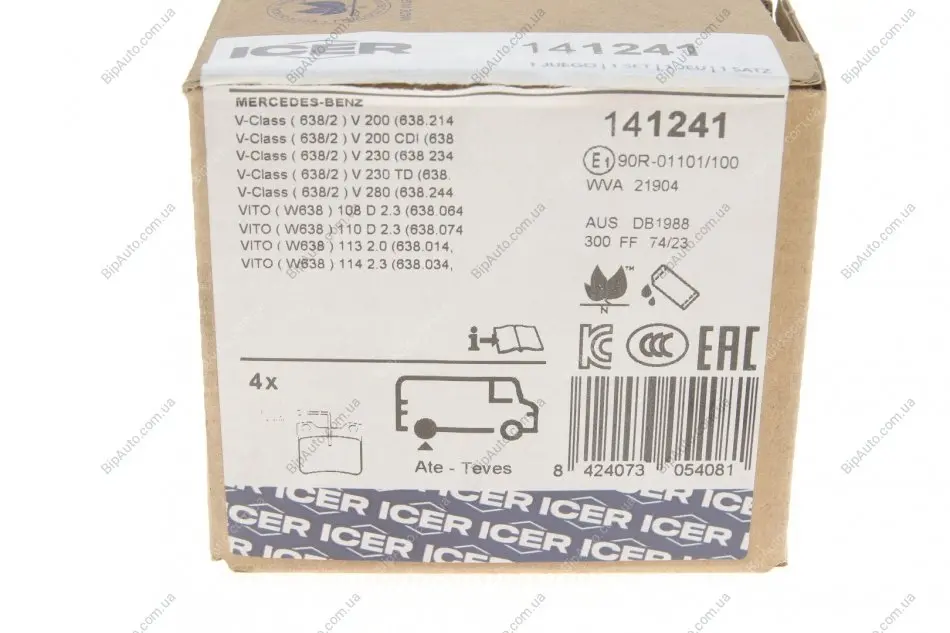 ICER 141241
1 JUEGO | 1 SET | 1 JEU | 1 SATZ
MERCEDES-BENZ
V-Class ( 638/2 ) V 200 (638.214
V-Class ( 638/2 ) V 200 CDI (638
V-Class ( 638/2 ) V 230 (638 234
V-Class ( 638/2 ) V 230 TD (638.
V-Class ( 638/2 ) V 280 (638.244
VITO ( W638 ) 108 D 2.3 (638.064
VITO ( W638 ) 110 D 2.3 (638.074
VITO ( W638 ) 113 2.0 (638.014,
VITO ( W638 ) 114 2.3 (638.034,
141241
E1 90R-01101/100
WVA 21904
AUS DB1988
300 FF 74/23
TM
N
i
KC CCC EAC
4x
Ate - Teves
8 424073 054081
ICER ICER ICER ICER ICER
BipAuto.com.ua